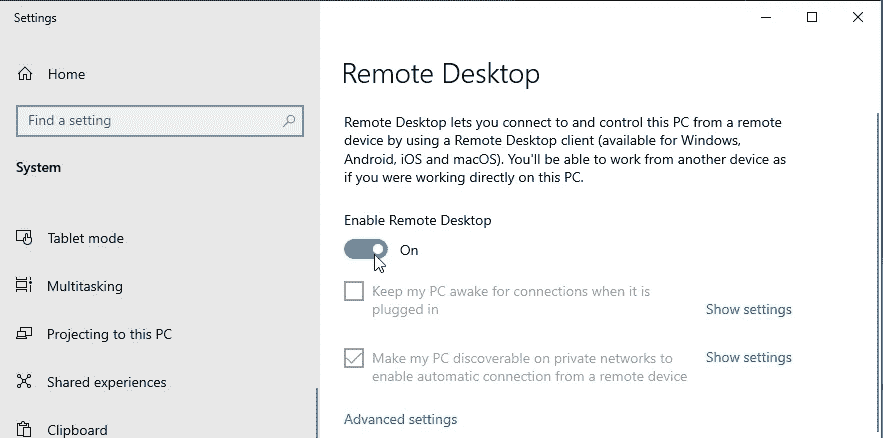 Settings
Home
Find a setting
System
Tablet mode
Multitasking
Projecting to this PC
Shared experiences
Clipboard
Remote Desktop
Remote Desktop lets you connect to and control this PC from a remote
device by using a Remote Desktop client (available for Windows,
Android, iOS and macOS). You'll be able to work from another device as
if you were working directly on this PC.
Enable Remote Desktop
On
Keep my PC awake for connections when it is
plugged in
Show settings
Make my PC discoverable on private networks to
enable automatic connection from a remote device
Show settings
Advanced settings